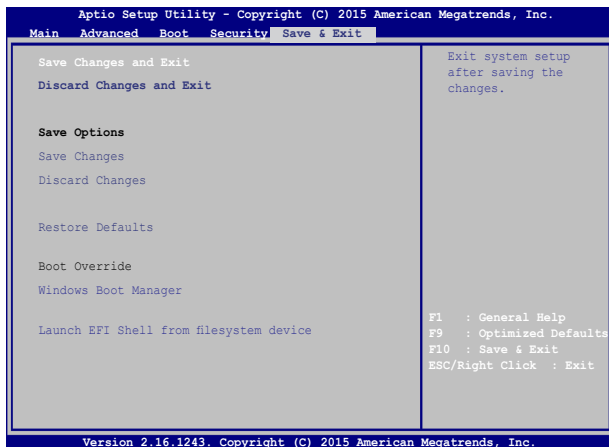 Aptio Setup Utility - Copyright (C) 2015 American Megatrends, Inc.
Main Advanced Boot Security Save & Exit
Save Changes and Exit
Discard Changes and Exit
Save Options
Save Changes
Discard Changes
Restore Defaults
Boot Override
Windows Boot Manager
Launch EFI Shell from filesystem device
Exit system setup
after saving the
changes.
F1 : General Help
F9 : Optimized Defaults
F10 : Save & Exit
ESC/Right Click : Exit
Version 2.16.1243. Copyright (C) 2015 American Megatrends, Inc.